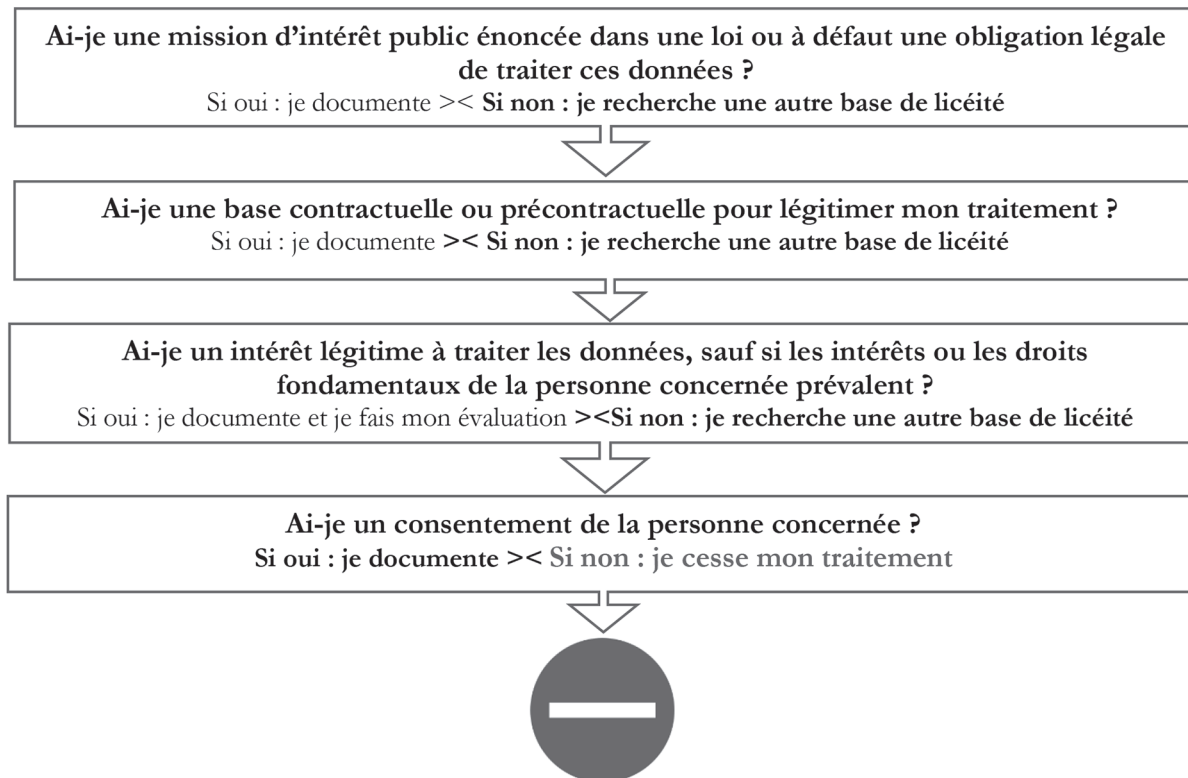 Ai-je une mission d'intérêt public énoncée dans une loi ou à défaut une obligation légale
de traiter ces données ?
Si oui : je documente >< Si non : je recherche une autre base de licéité
Ai-je une base contractuelle ou précontractuelle pour légitimer mon traitement ?
Si oui : je documente >< Si non : je recherche une autre base de licéité
Ai-je un intérêt légitime à traiter les données, sauf si les intérêts ou les droits
fondamentaux de la personne concernée prévalent ?
Si oui : je documente et je fais mon évaluation ><Si non : je recherche une autre base de licéité
Ai-je un consentement de la personne concernée ?
Si oui : je documente >< Si non : je cesse mon traitement